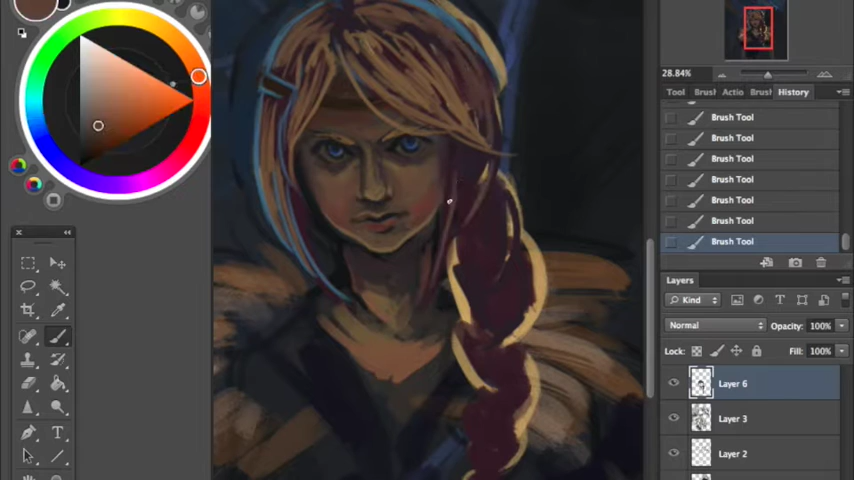 28.84%
Tool Brush Actio Brush History
Brush Tool
Brush Tool
Brush Tool
Brush Tool
Brush Tool
Brush Tool
Brush Tool
Layers
Kind
Normal Opacity: 100%
Lock: Fill: 100%
Layer 6
Layer 3
Layer 2